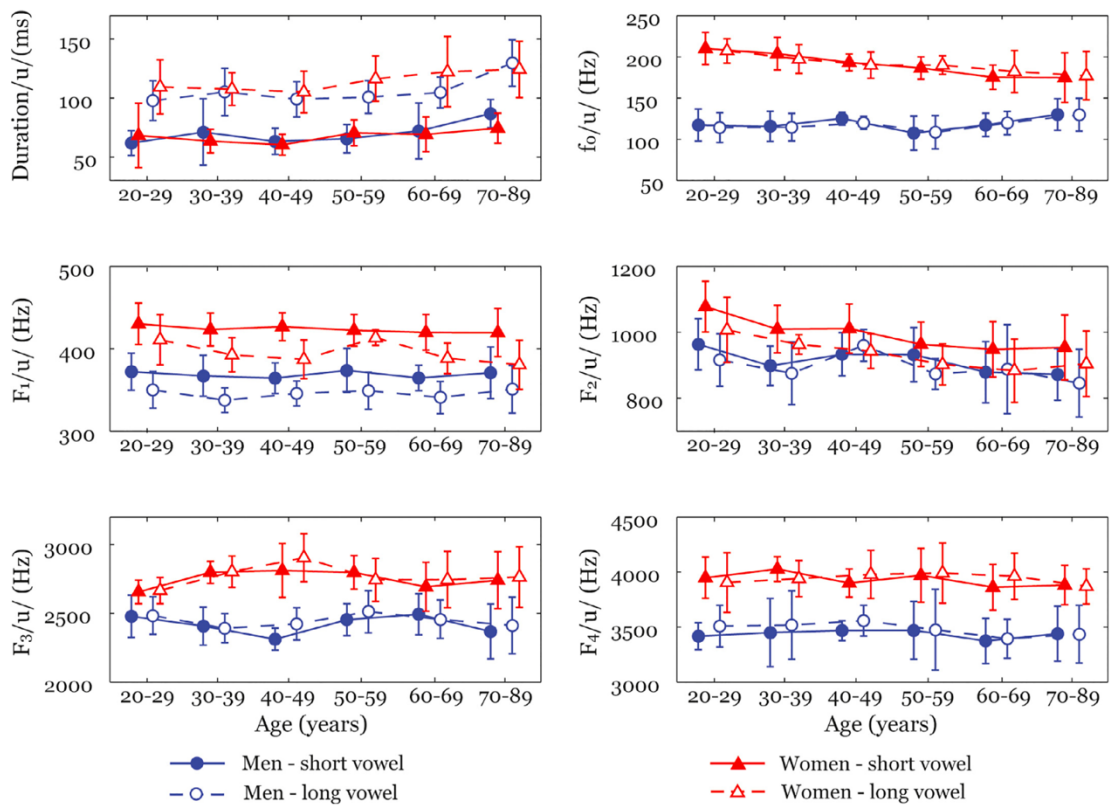 Duration/u/(ms)
150
100
50
20-29 30-39 40-49 50-59 60-69 70-89
f₀/u/ (Hz)
250
200
150
100
50
20-29 30-39 40-49 50-59 60-69 70-89
F₁/u/ (Hz)
500
400
300
20-29 30-39 40-49 50-59 60-69 70-89
F₂/u/ (Hz)
1200
1000
800
20-29 30-39 40-49 50-59 60-69 70-89
F₃/u/ (Hz)
3000
2500
2000
20-29 30-39 40-49 50-59 60-69 70-89
Age (years)
F₄/u/ (Hz)
4500
4000
3500
3000
20-29 30-39 40-49 50-59 60-69 70-89
Age (years)
Men - short vowel
Men - long vowel
Women - short vowel
Women - long vowel